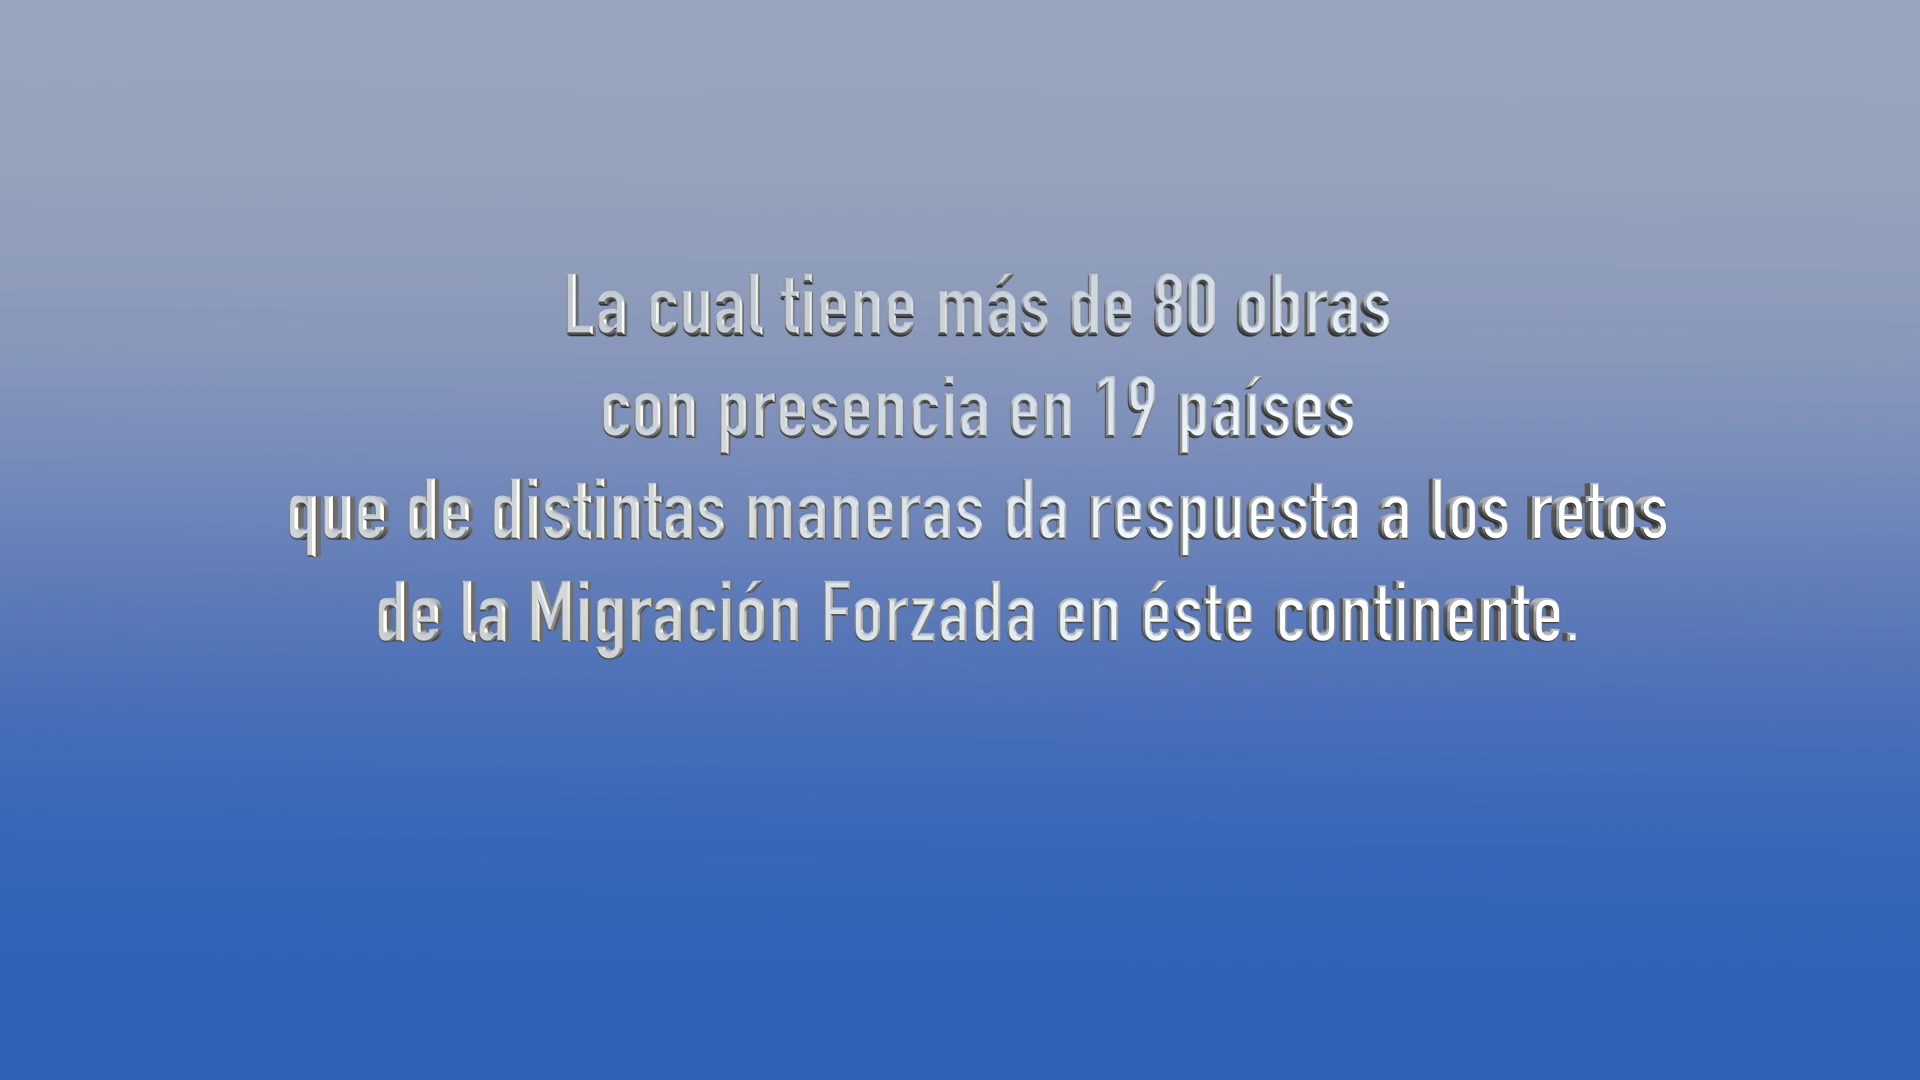 La cual tiene más de 80 obras
con presencia en 19 países
que de distintas maneras da respuesta a los retos
de la Migración Forzada en éste continente.